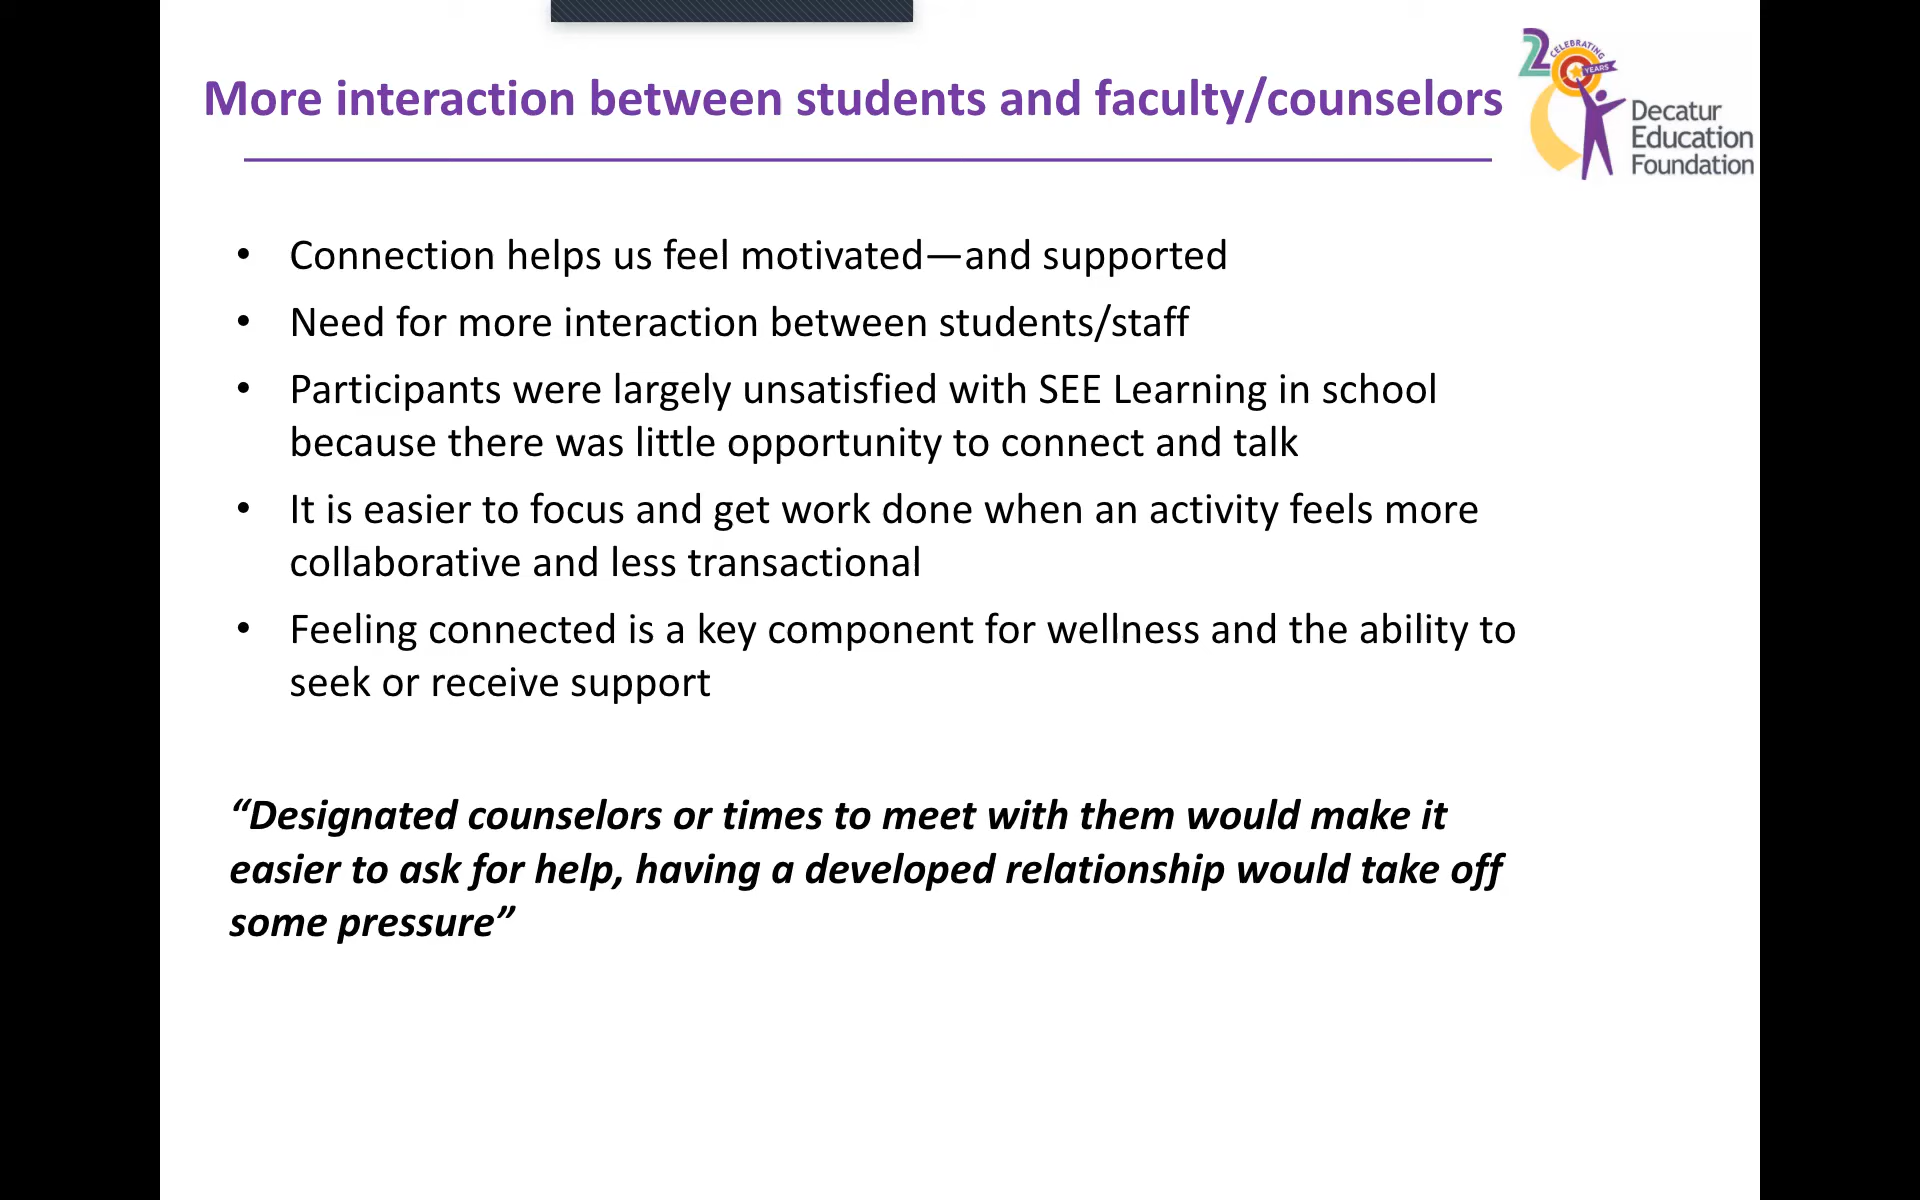 More interaction between students and faculty/counselors
20
CELEBRATING
YEARS
Decatur
Education
Foundation
• Connection helps us feel motivated—and supported
• Need for more interaction between students/staff
• Participants were largely unsatisfied with SEE Learning in school
because there was little opportunity to connect and talk
• It is easier to focus and get work done when an activity feels more
collaborative and less transactional
• Feeling connected is a key component for wellness and the ability to
seek or receive support
“Designated counselors or times to meet with them would make it
easier to ask for help, having a developed relationship would take off
some pressure”